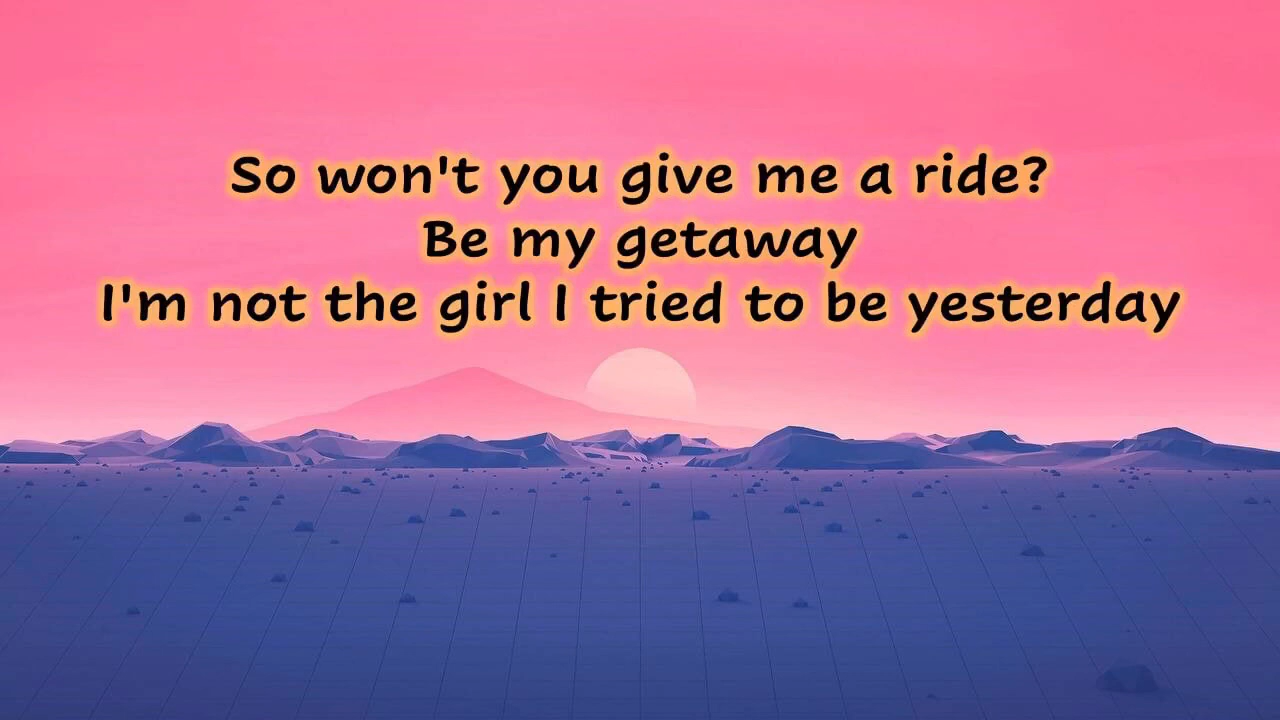 So won't you give me a ride?
Be my getaway
I'm not the girl I tried to be yesterday